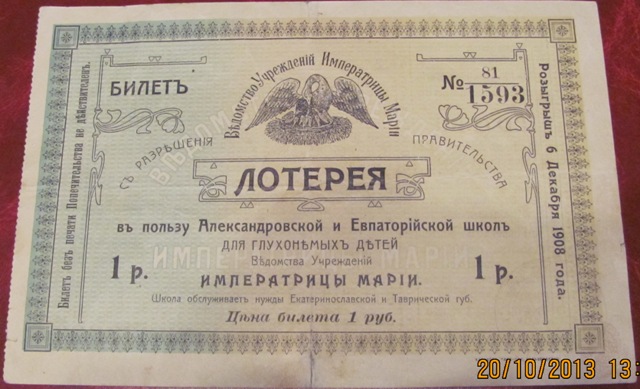 Вѣдомство Учрежденій Императрицы Маріи
БИЛЕТЪ
№ 81
1593
Съ РАЗРѢШЕНІЯ ПРАВИТЕЛЬСТВА
ЛОТЕРЕЯ
въ пользу Александровской и Евпаторійской школъ
ДЛЯ ГЛУХОНѢМЫХЪ ДѢТЕЙ
Вѣдомства Учрежденій
1 р. ИМПЕРАТРИЦЫ МАРІИ. 1 р.
Школа обслуживаетъ нужды Екатеринославской и Таврической губ.
Цѣна билета 1 руб.
Билетъ безъ печати Попечительства не дѣйствителенъ.
Розыгрышъ 6 Декабря 1908 года.
20/10/2013 13: